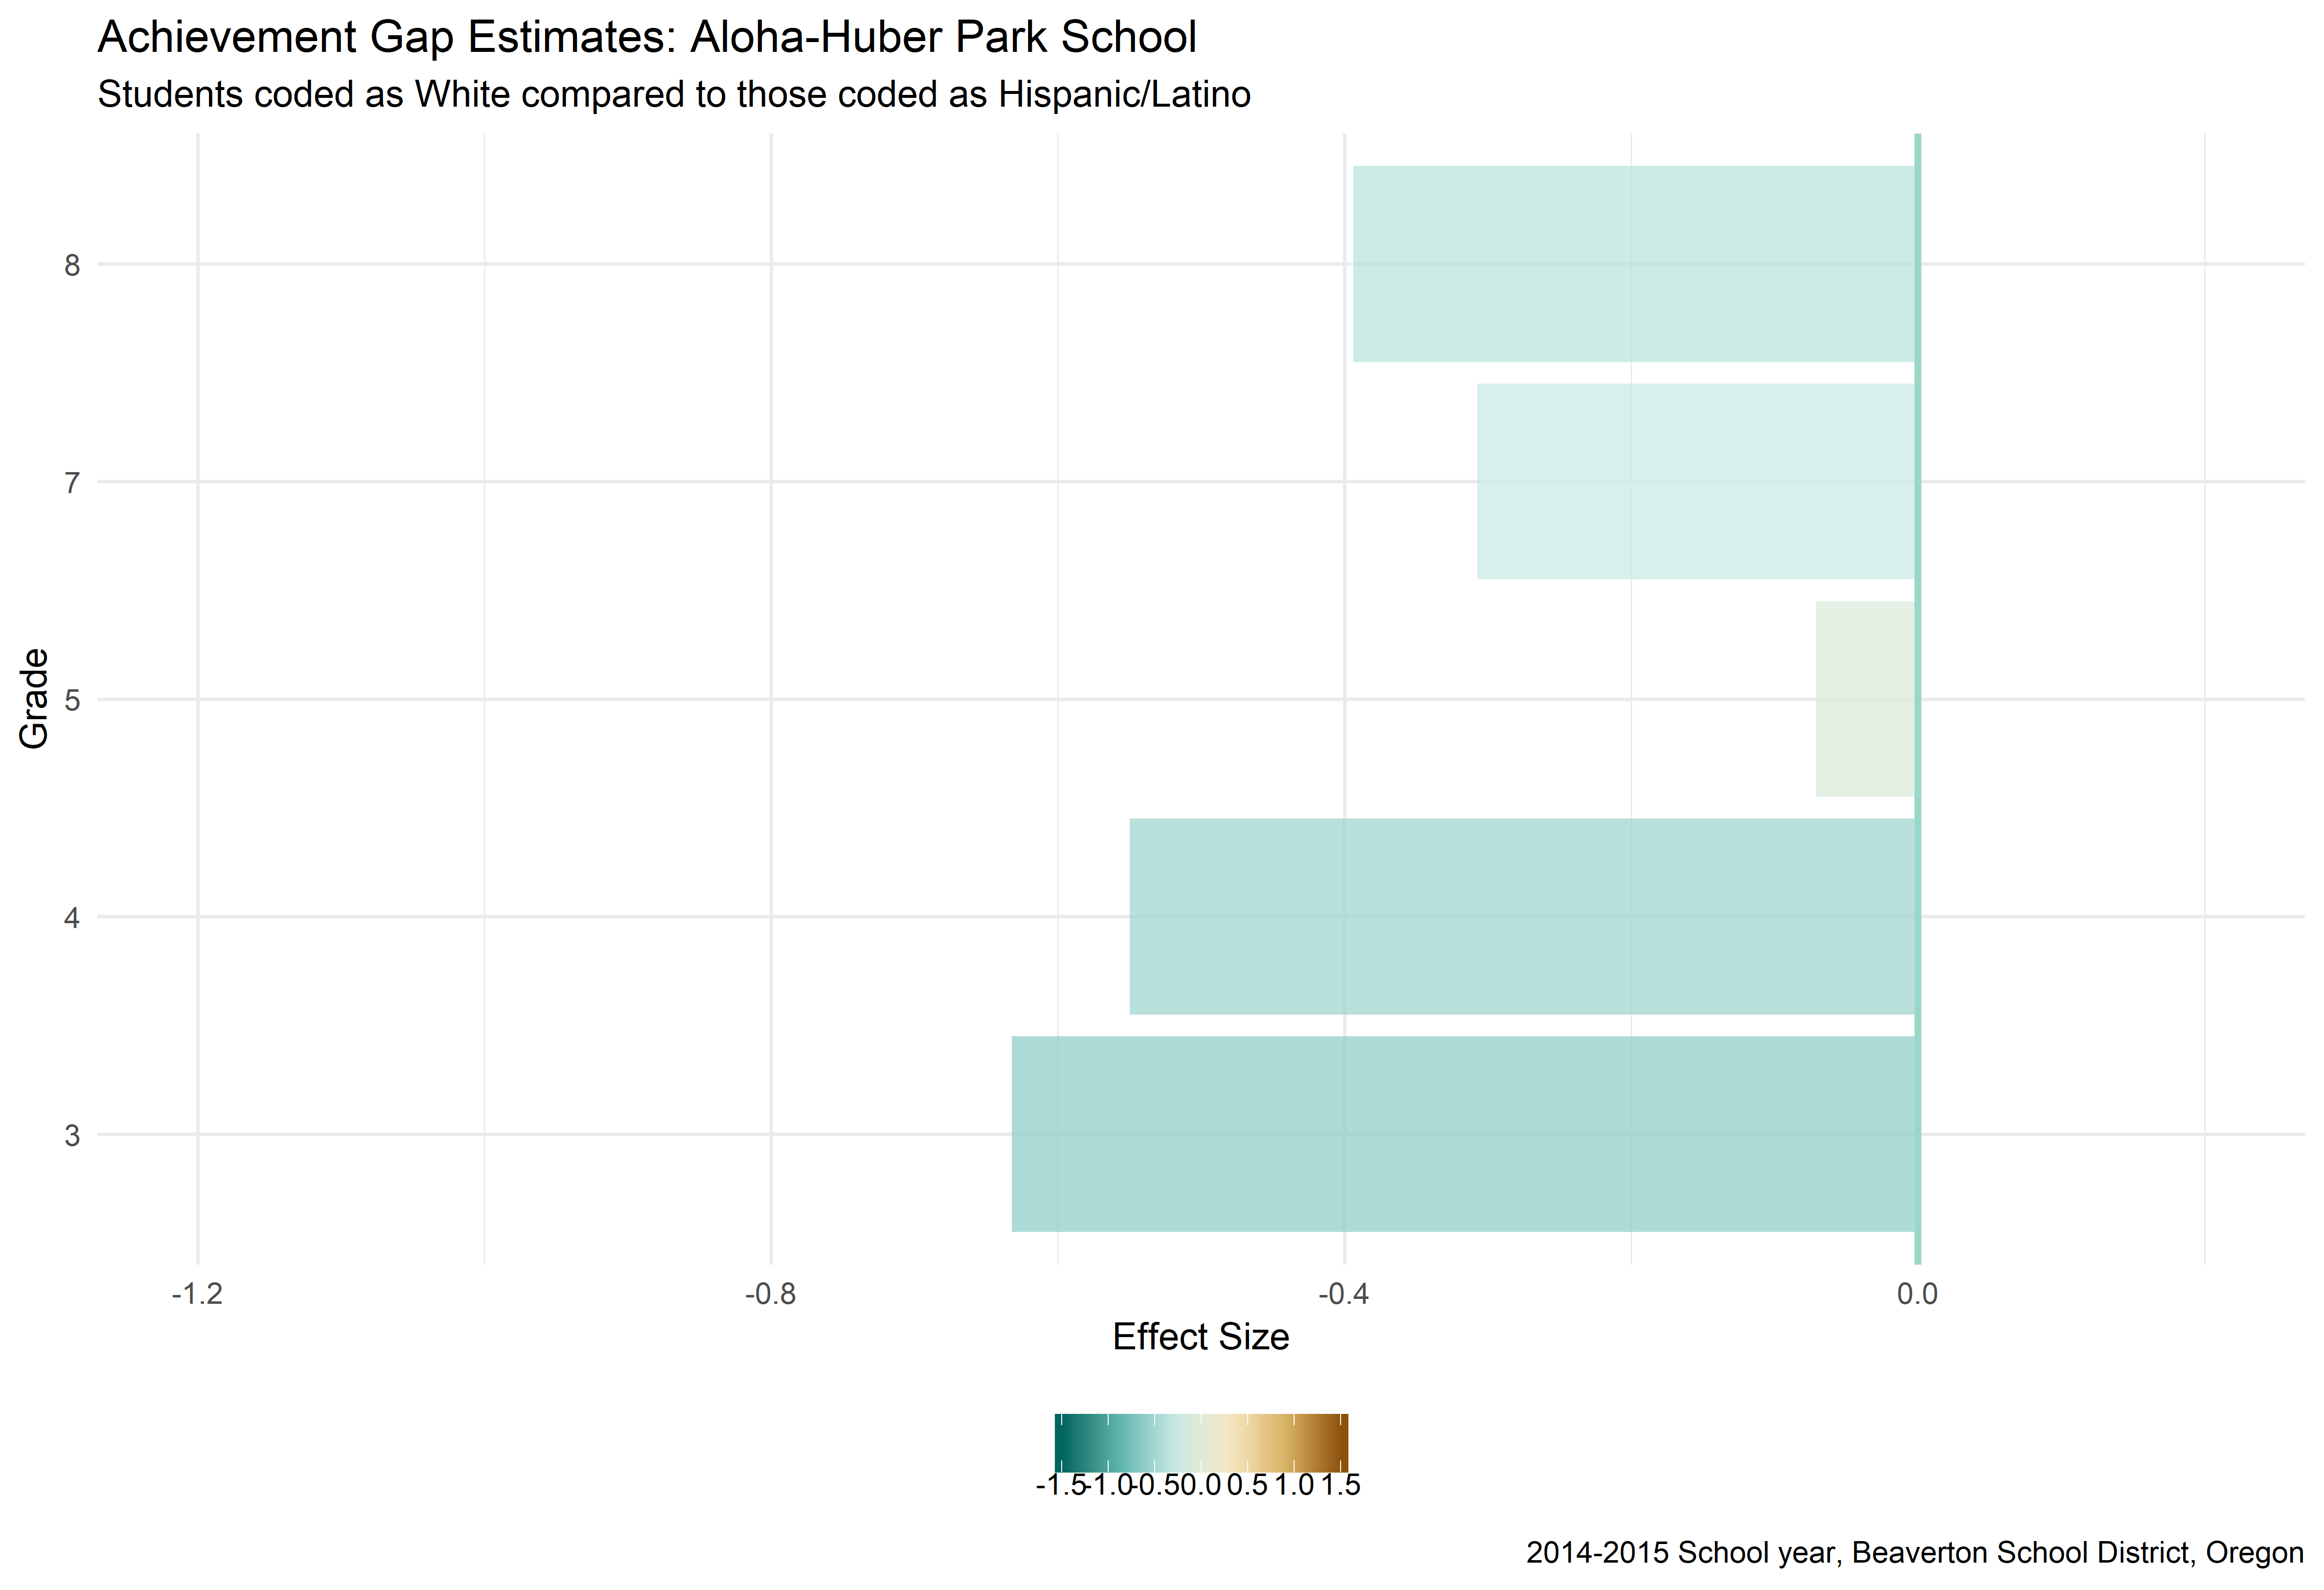 Achievement Gap Estimates: Aloha-Huber Park School
Students coded as White compared to those coded as Hispanic/Latino
8
7
5
4
3
Grade
-1.2 -0.8 -0.4 0.0
Effect Size
-1.5 -1.0 -0.5 0.0 0.5 1.0 1.5
2014-2015 School year, Beaverton School District, Oregon